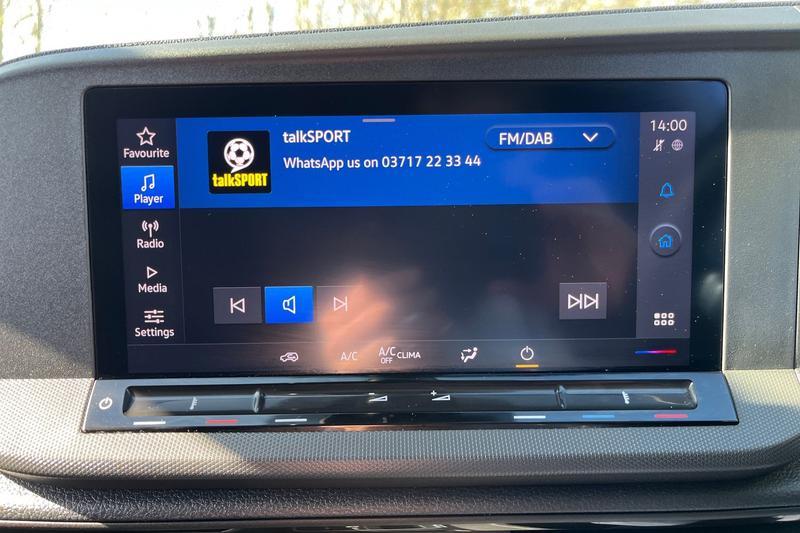 Favourite
Player
Radio
Media
Settings
talkSPORT
talkSPORT
WhatsApp us on 03717 22 33 44
FM/DAB
14:00
A/C
A/C
OFF
CLIMA